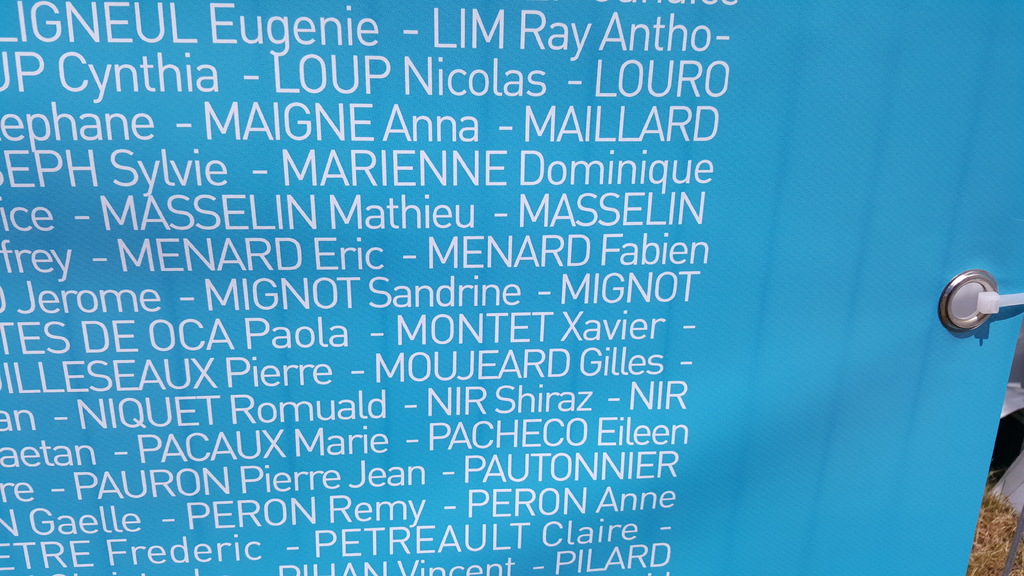 LIGNEUL Eugenie - LIM Ray Antho-
UP Cynthia - LOUP Nicolas - LOURO
ephane - MAIGNE Anna - MAILLARD
SEPH Sylvie - MARIENNE Dominique
ice - MASSELIN Mathieu - MASSELIN
frey - MENARD Eric - MENARD Fabien
Jerome - MIGNOT Sandrine - MIGNOT
TES DE OCA Paola - MONTET Xavier -
ILLESEAUX Pierre - MOUJEARD Gilles -
an - NIQUET Romuald - NIR Shiraz - NIR
aetan - PACAUX Marie - PACHECO Eileen
re - PAURON Pierre Jean - PAUTONNIER
N Gaelle - PERON Remy - PERON Anne
ETRE Frederic - PETREAULT Claire -
PIHAN Vincent - PILARD